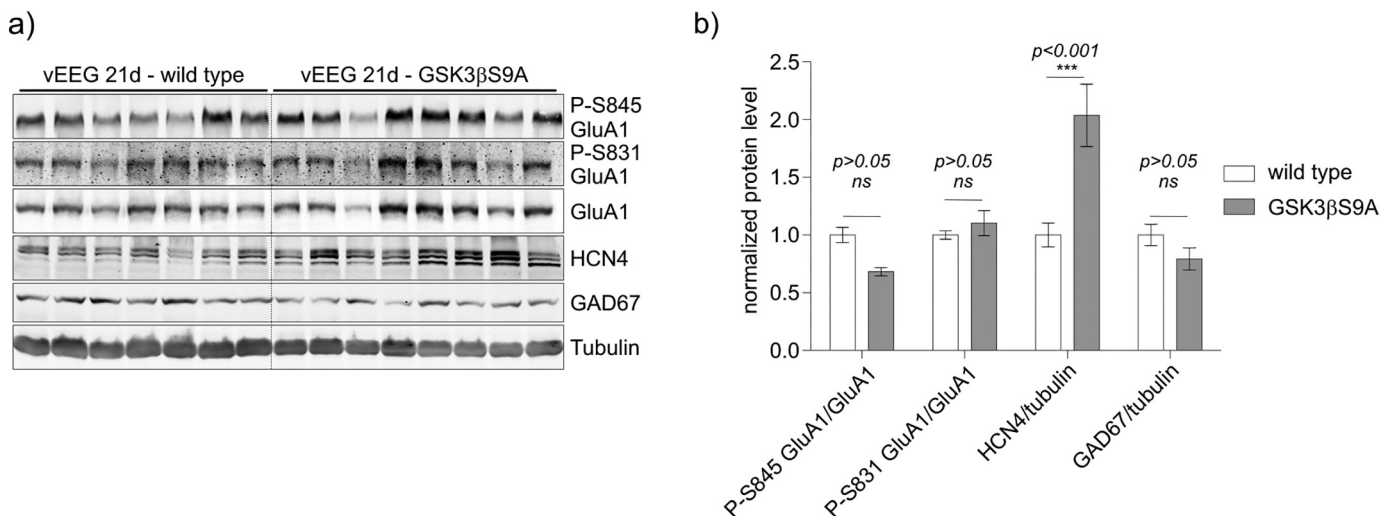 a)
vEEG 21d - wild type
vEEG 21d - GSK3βS9A
P-S845
GluA1
P-S831
GluA1
GluA1
HCN4
GAD67
Tubulin
b)
normalized protein level
2.5
2.0
1.5
1.0
0.5
0.0
p>0.05
ns
p>0.05
ns
p<0.001
***
p>0.05
ns
P-S845 GluA1/GluA1
P-S831 GluA1/GluA1
HCN4/tubulin
GAD67/tubulin
wild type
GSK3βS9A